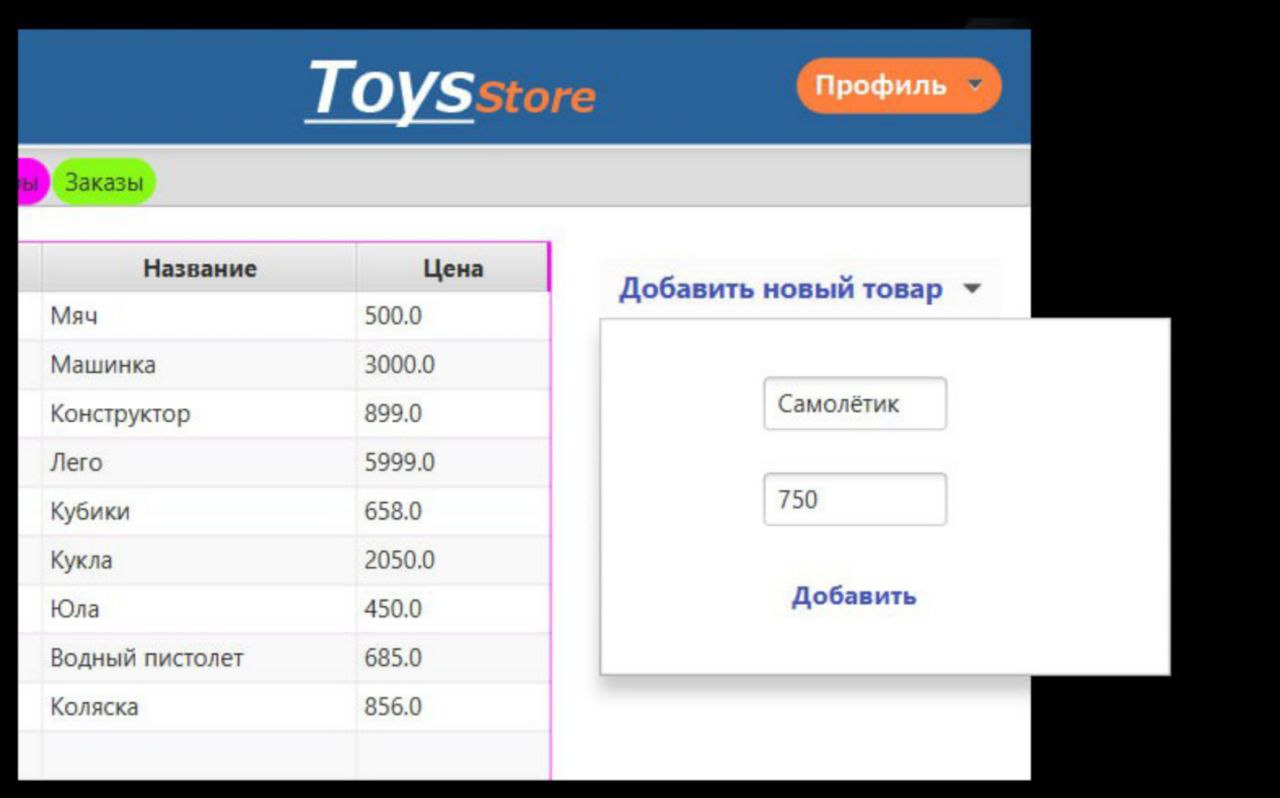 Toys Store
Профиль
ы Заказы
Название Цена
Добавить новый товар
Мяч 500.0
Машинка 3000.0
Конструктор 899.0
Лего 5999.0
Кубики 658.0
Кукла 2050.0
Юла 450.0
Водный пистолет 685.0
Коляска 856.0
Самолётик
750
Добавить